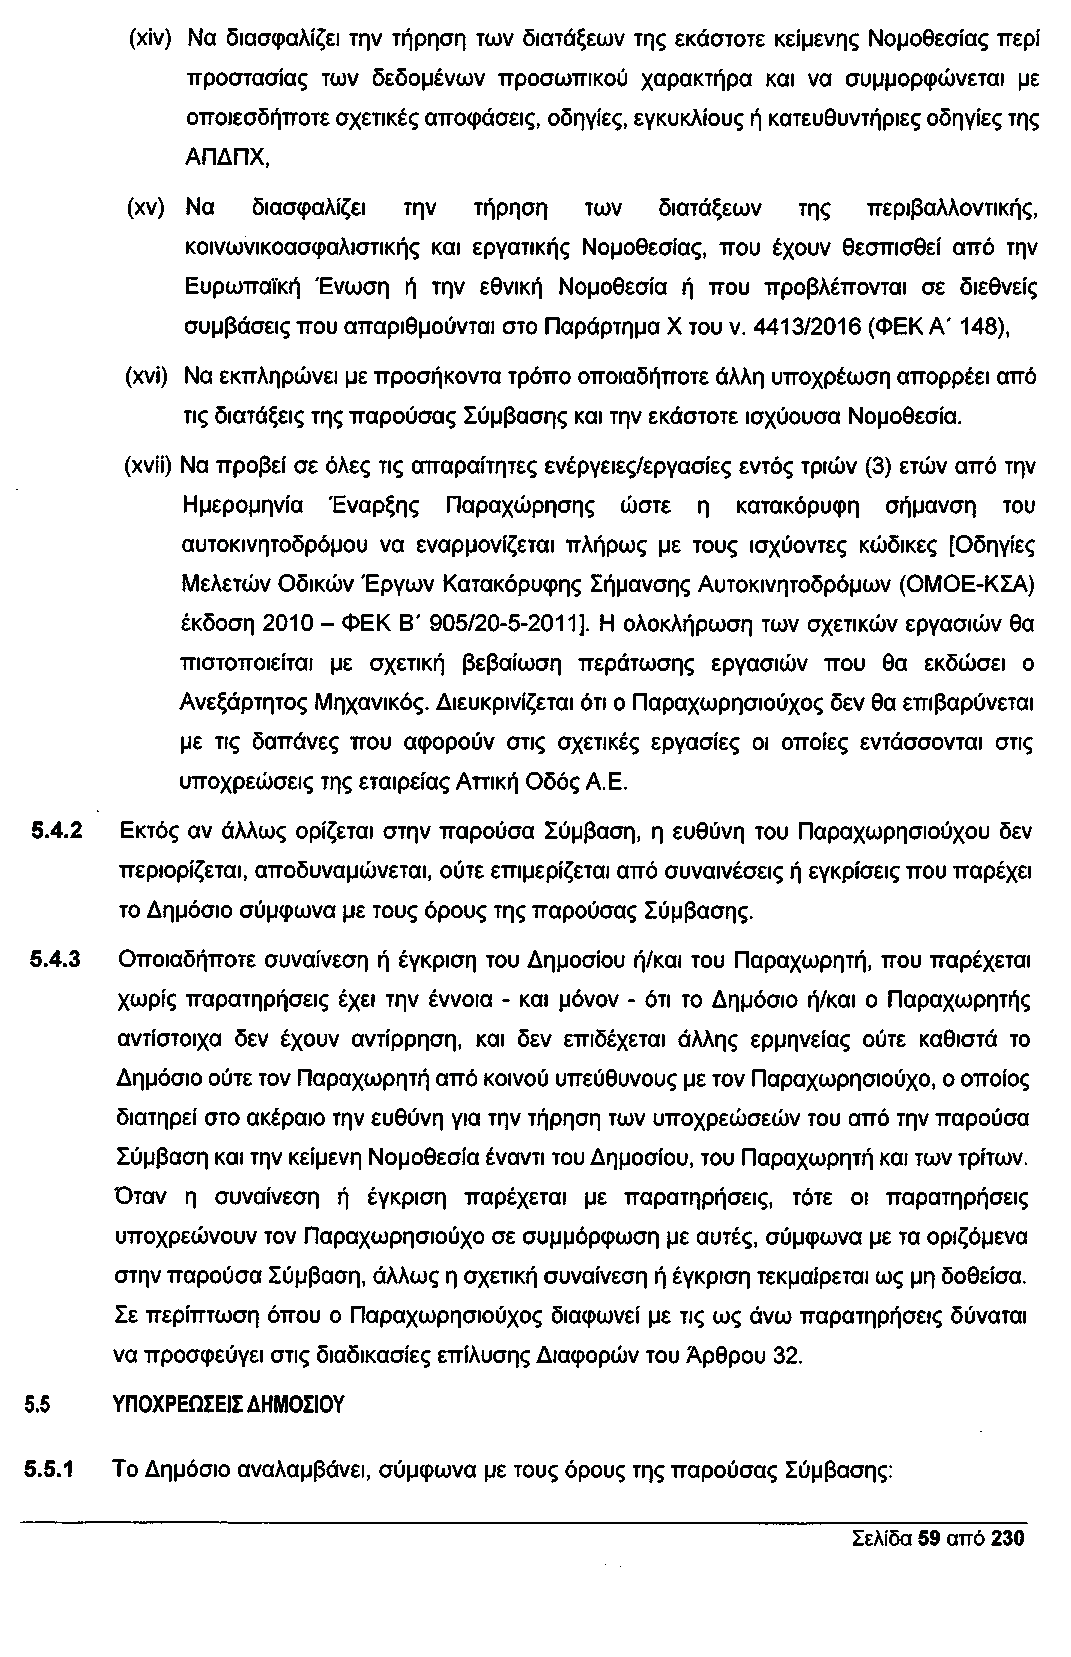 (xiv) Να διασφαλίζει την τήρηση των διατάξεων της εκάστοτε κείμενης Νομοθεσίας περί
προστασίας των δεδομένων προσωπικού χαρακτήρα και να συμμορφώνεται με
οποιεσδήποτε σχετικές αποφάσεις, οδηγίες, εγκυκλίους ή κατευθυντήριες οδηγίες της
ΑΠΔΠΧ,
(xv) Να διασφαλίζει την τήρηση των διατάξεων της περιβαλλοντικής,
κοινωνικοασφαλιστικής και εργατικής Νομοθεσίας, που έχουν θεσπισθεί από την
Ευρωπαϊκή Ένωση ή την εθνική Νομοθεσία ή που προβλέπονται σε διεθνείς
συμβάσεις που απαριθμούνται στο Παράρτημα Χ του ν. 4413/2016 (ΦΕΚ Α΄ 148),
(xvi) Να εκπληρώνει με προσήκοντα τρόπο οποιαδήποτε άλλη υποχρέωση απορρέει από
τις διατάξεις της παρούσας Σύμβασης και την εκάστοτε ισχύουσα Νομοθεσία.
(xvii) Να προβεί σε όλες τις απαραίτητες ενέργειες/εργασίες εντός τριών (3) ετών από την
Ημερομηνία Έναρξης Παραχώρησης ώστε η κατακόρυφη σήμανση του
αυτοκινητοδρόμου να εναρμονίζεται πλήρως με τους ισχύοντες κώδικες [Οδηγίες
Μελετών Οδικών Έργων Κατακόρυφης Σήμανσης Αυτοκινητοδρόμων (ΟΜΟΕ-ΚΣΑ)
έκδοση 2010 – ΦΕΚ Β΄ 905/20-5-2011]. Η ολοκλήρωση των σχετικών εργασιών θα
πιστοποιείται με σχετική βεβαίωση περάτωσης εργασιών που θα εκδώσει ο
Ανεξάρτητος Μηχανικός. Διευκρινίζεται ότι ο Παραχωρησιούχος δεν θα επιβαρύνεται
με τις δαπάνες που αφορούν στις σχετικές εργασίες οι οποίες εντάσσονται στις
υποχρεώσεις της εταιρείας Αττική Οδός Α.Ε.
5.4.2 Εκτός αν άλλως ορίζεται στην παρούσα Σύμβαση, η ευθύνη του Παραχωρησιούχου δεν
περιορίζεται, αποδυναμώνεται, ούτε επιμερίζεται από συναινέσεις ή εγκρίσεις που παρέχει
το Δημόσιο σύμφωνα με τους όρους της παρούσας Σύμβασης.
5.4.3 Οποιαδήποτε συναίνεση ή έγκριση του Δημοσίου ή/και του Παραχωρητή, που παρέχεται
χωρίς παρατηρήσεις έχει την έννοια - και μόνον - ότι το Δημόσιο ή/και ο Παραχωρητής
αντίστοιχα δεν έχουν αντίρρηση, και δεν επιδέχεται άλλης ερμηνείας ούτε καθιστά το
Δημόσιο ούτε τον Παραχωρητή από κοινού υπεύθυνους με τον Παραχωρησιούχο, ο οποίος
διατηρεί στο ακέραιο την ευθύνη για την τήρηση των υποχρεώσεών του από την παρούσα
Σύμβαση και την κείμενη Νομοθεσία έναντι του Δημοσίου, του Παραχωρητή και των τρίτων.
Όταν η συναίνεση ή έγκριση παρέχεται με παρατηρήσεις, τότε οι παρατηρήσεις
υποχρεώνουν τον Παραχωρησιούχο σε συμμόρφωση με αυτές, σύμφωνα με τα οριζόμενα
στην παρούσα Σύμβαση, άλλως η σχετική συναίνεση ή έγκριση τεκμαίρεται ως μη δοθείσα.
Σε περίπτωση όπου ο Παραχωρησιούχος διαφωνεί με τις ως άνω παρατηρήσεις δύναται
να προσφεύγει στις διαδικασίες επίλυσης Διαφορών του Άρθρου 32.
5.5 ΥΠΟΧΡΕΩΣΕΙΣ ΔΗΜΟΣΙΟΥ
5.5.1 Το Δημόσιο αναλαμβάνει, σύμφωνα με τους όρους της παρούσας Σύμβασης:
Σελίδα 59 από 230